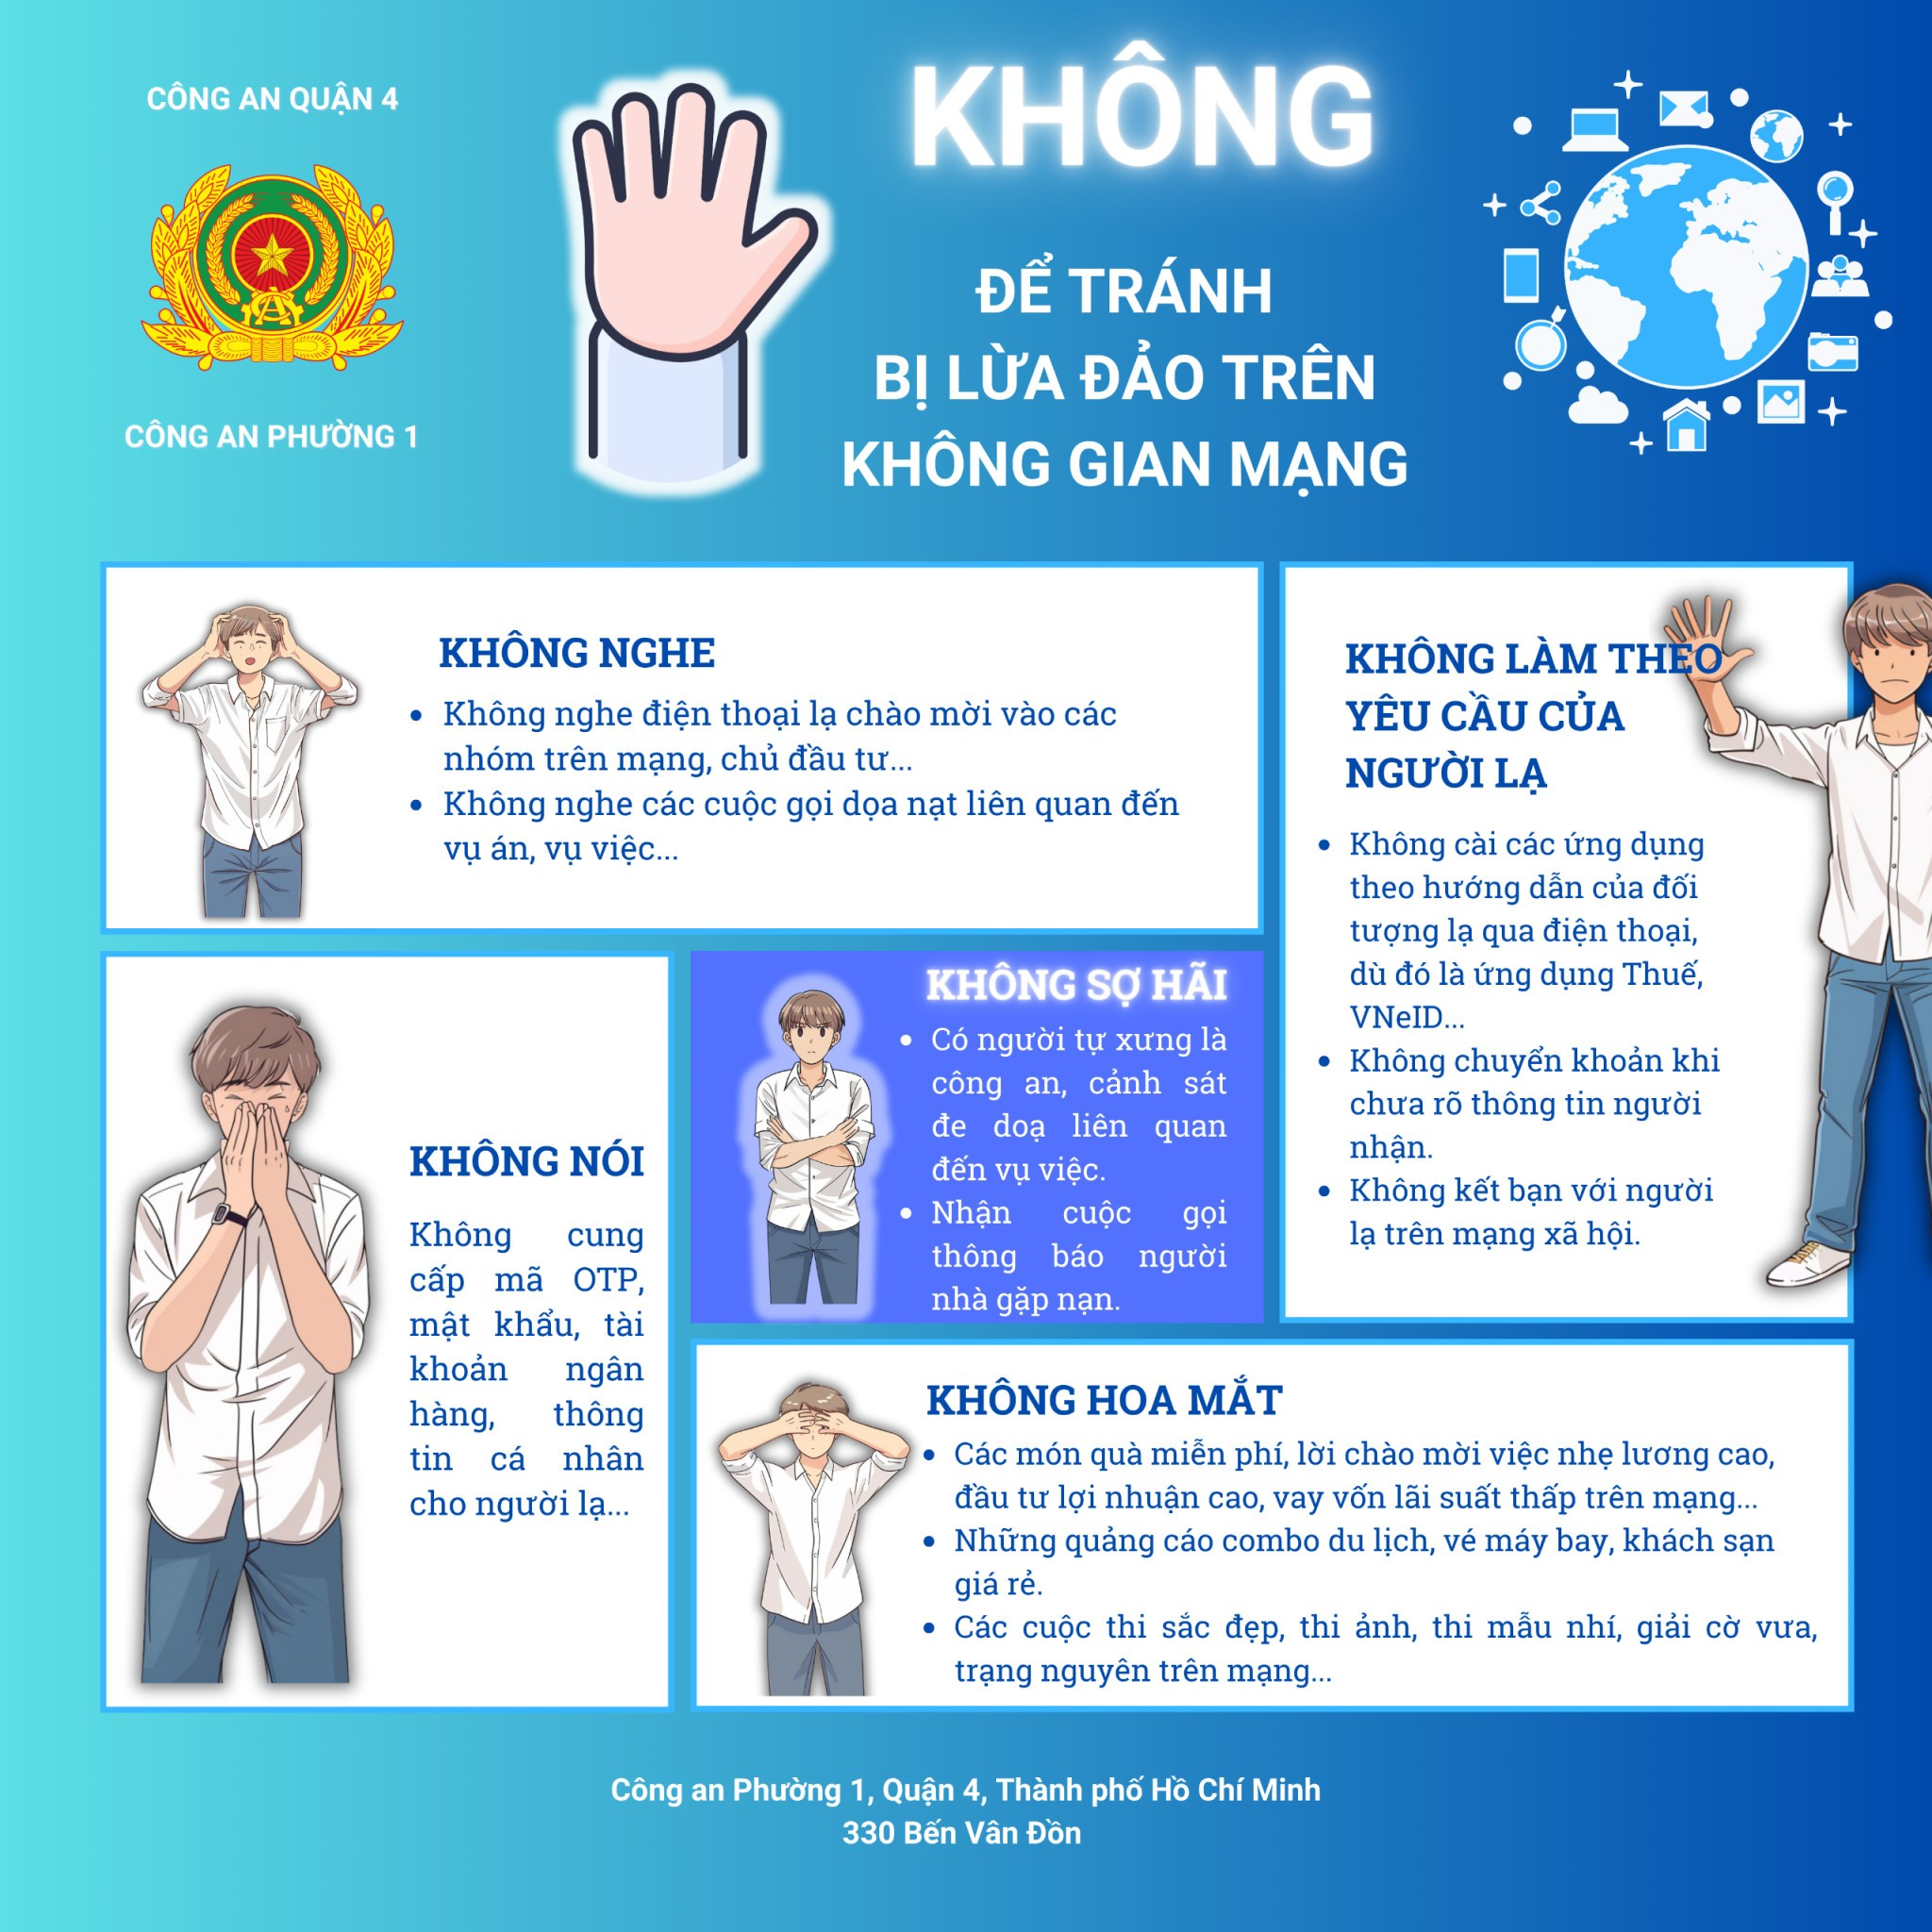 CÔNG AN QUẬN 4
CÔNG AN PHƯỜNG 1
KHÔNG
ĐỂ TRÁNH
BỊ LỪA ĐẢO TRÊN
KHÔNG GIAN MẠNG
KHÔNG NGHE
• Không nghe điện thoại lạ chào mời vào các
nhóm trên mạng, chủ đầu tư...
• Không nghe các cuộc gọi dọa nạt liên quan đến
vụ án, vụ việc...
KHÔNG LÀM THEO
YÊU CẦU CỦA
NGƯỜI LẠ
• Không cài các ứng dụng
theo hướng dẫn của đối
tượng lạ qua điện thoại,
dù đó là ứng dụng Thuế,
VNeID...
• Không chuyển khoản khi
chưa rõ thông tin người
nhận.
• Không kết bạn với người
lạ trên mạng xã hội.
KHÔNG NÓI
Không cung
cấp mã OTP,
mật khẩu, tài
khoản ngân
hàng, thông
tin cá nhân
cho người lạ...
KHÔNG SỢ HÃI
• Có người tự xưng là
công an, cảnh sát
đe doạ liên quan
đến vụ việc.
• Nhận cuộc gọi
thông báo người
nhà gặp nạn.
KHÔNG HOA MẮT
• Các món quà miễn phí, lời chào mời việc nhẹ lương cao,
đầu tư lợi nhuận cao, vay vốn lãi suất thấp trên mạng...
• Những quảng cáo combo du lịch, vé máy bay, khách sạn
giá rẻ.
• Các cuộc thi sắc đẹp, thi ảnh, thi mẫu nhí, giải cờ vưa,
trạng nguyên trên mạng...
Công an Phường 1, Quận 4, Thành phố Hồ Chí Minh
330 Bến Vân Đồn